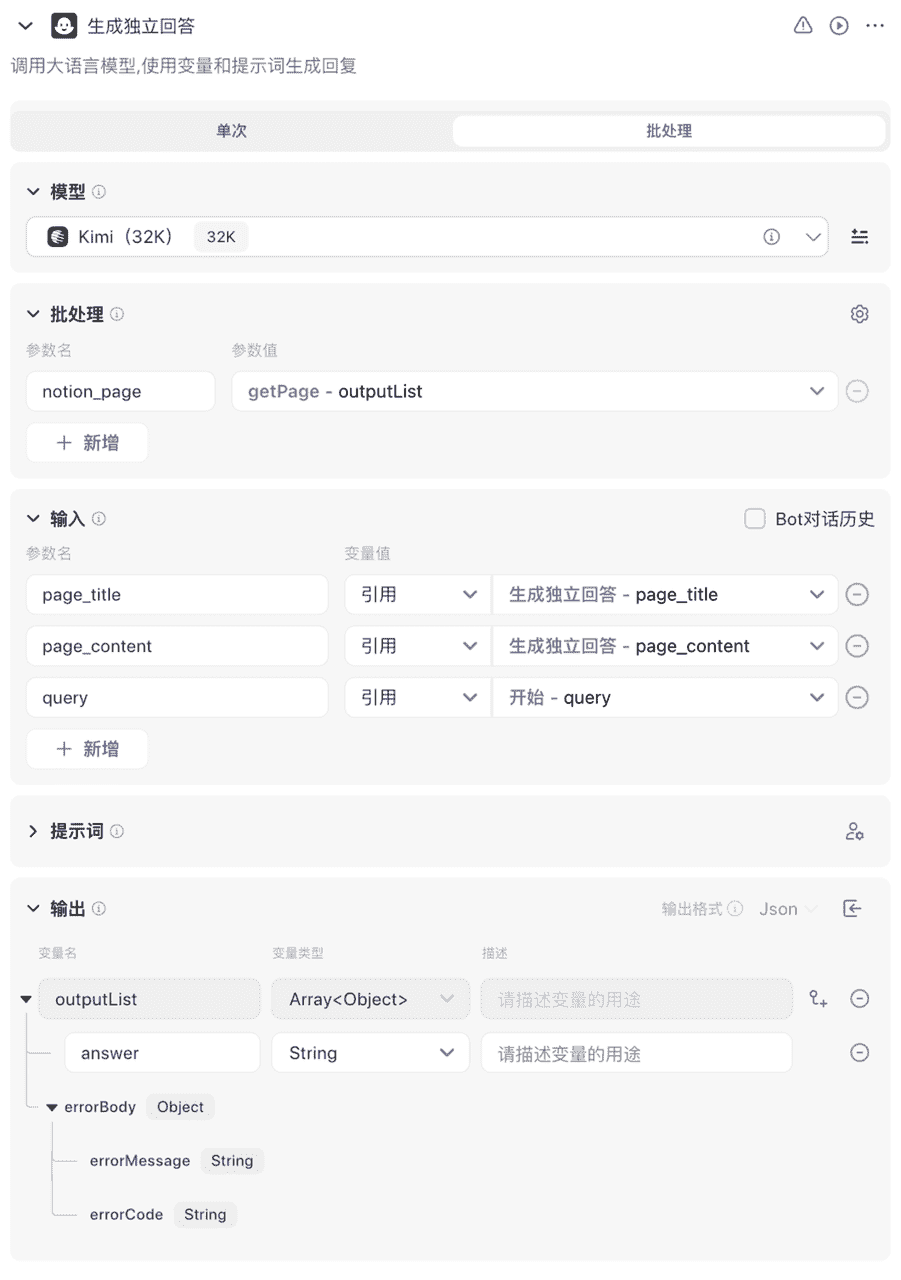 生成独立回答
调用大语言模型,使用变量和提示词生成回复
单次 批处理
模型
Kimi（32K） 32K
批处理
参数名 参数值
notion_page getPage - outputList
新增
输入 Bot对话历史
参数名 变量值
page_title 引用 生成独立回答 - page_title
page_content 引用 生成独立回答 - page_content
query 引用 开始 - query
新增
提示词
输出 输出格式 Json
变量名 变量类型 描述
outputList Array<Object> 请描述变量的用途
answer String 请描述变量的用途
errorBody Object
errorMessage String
errorCode String